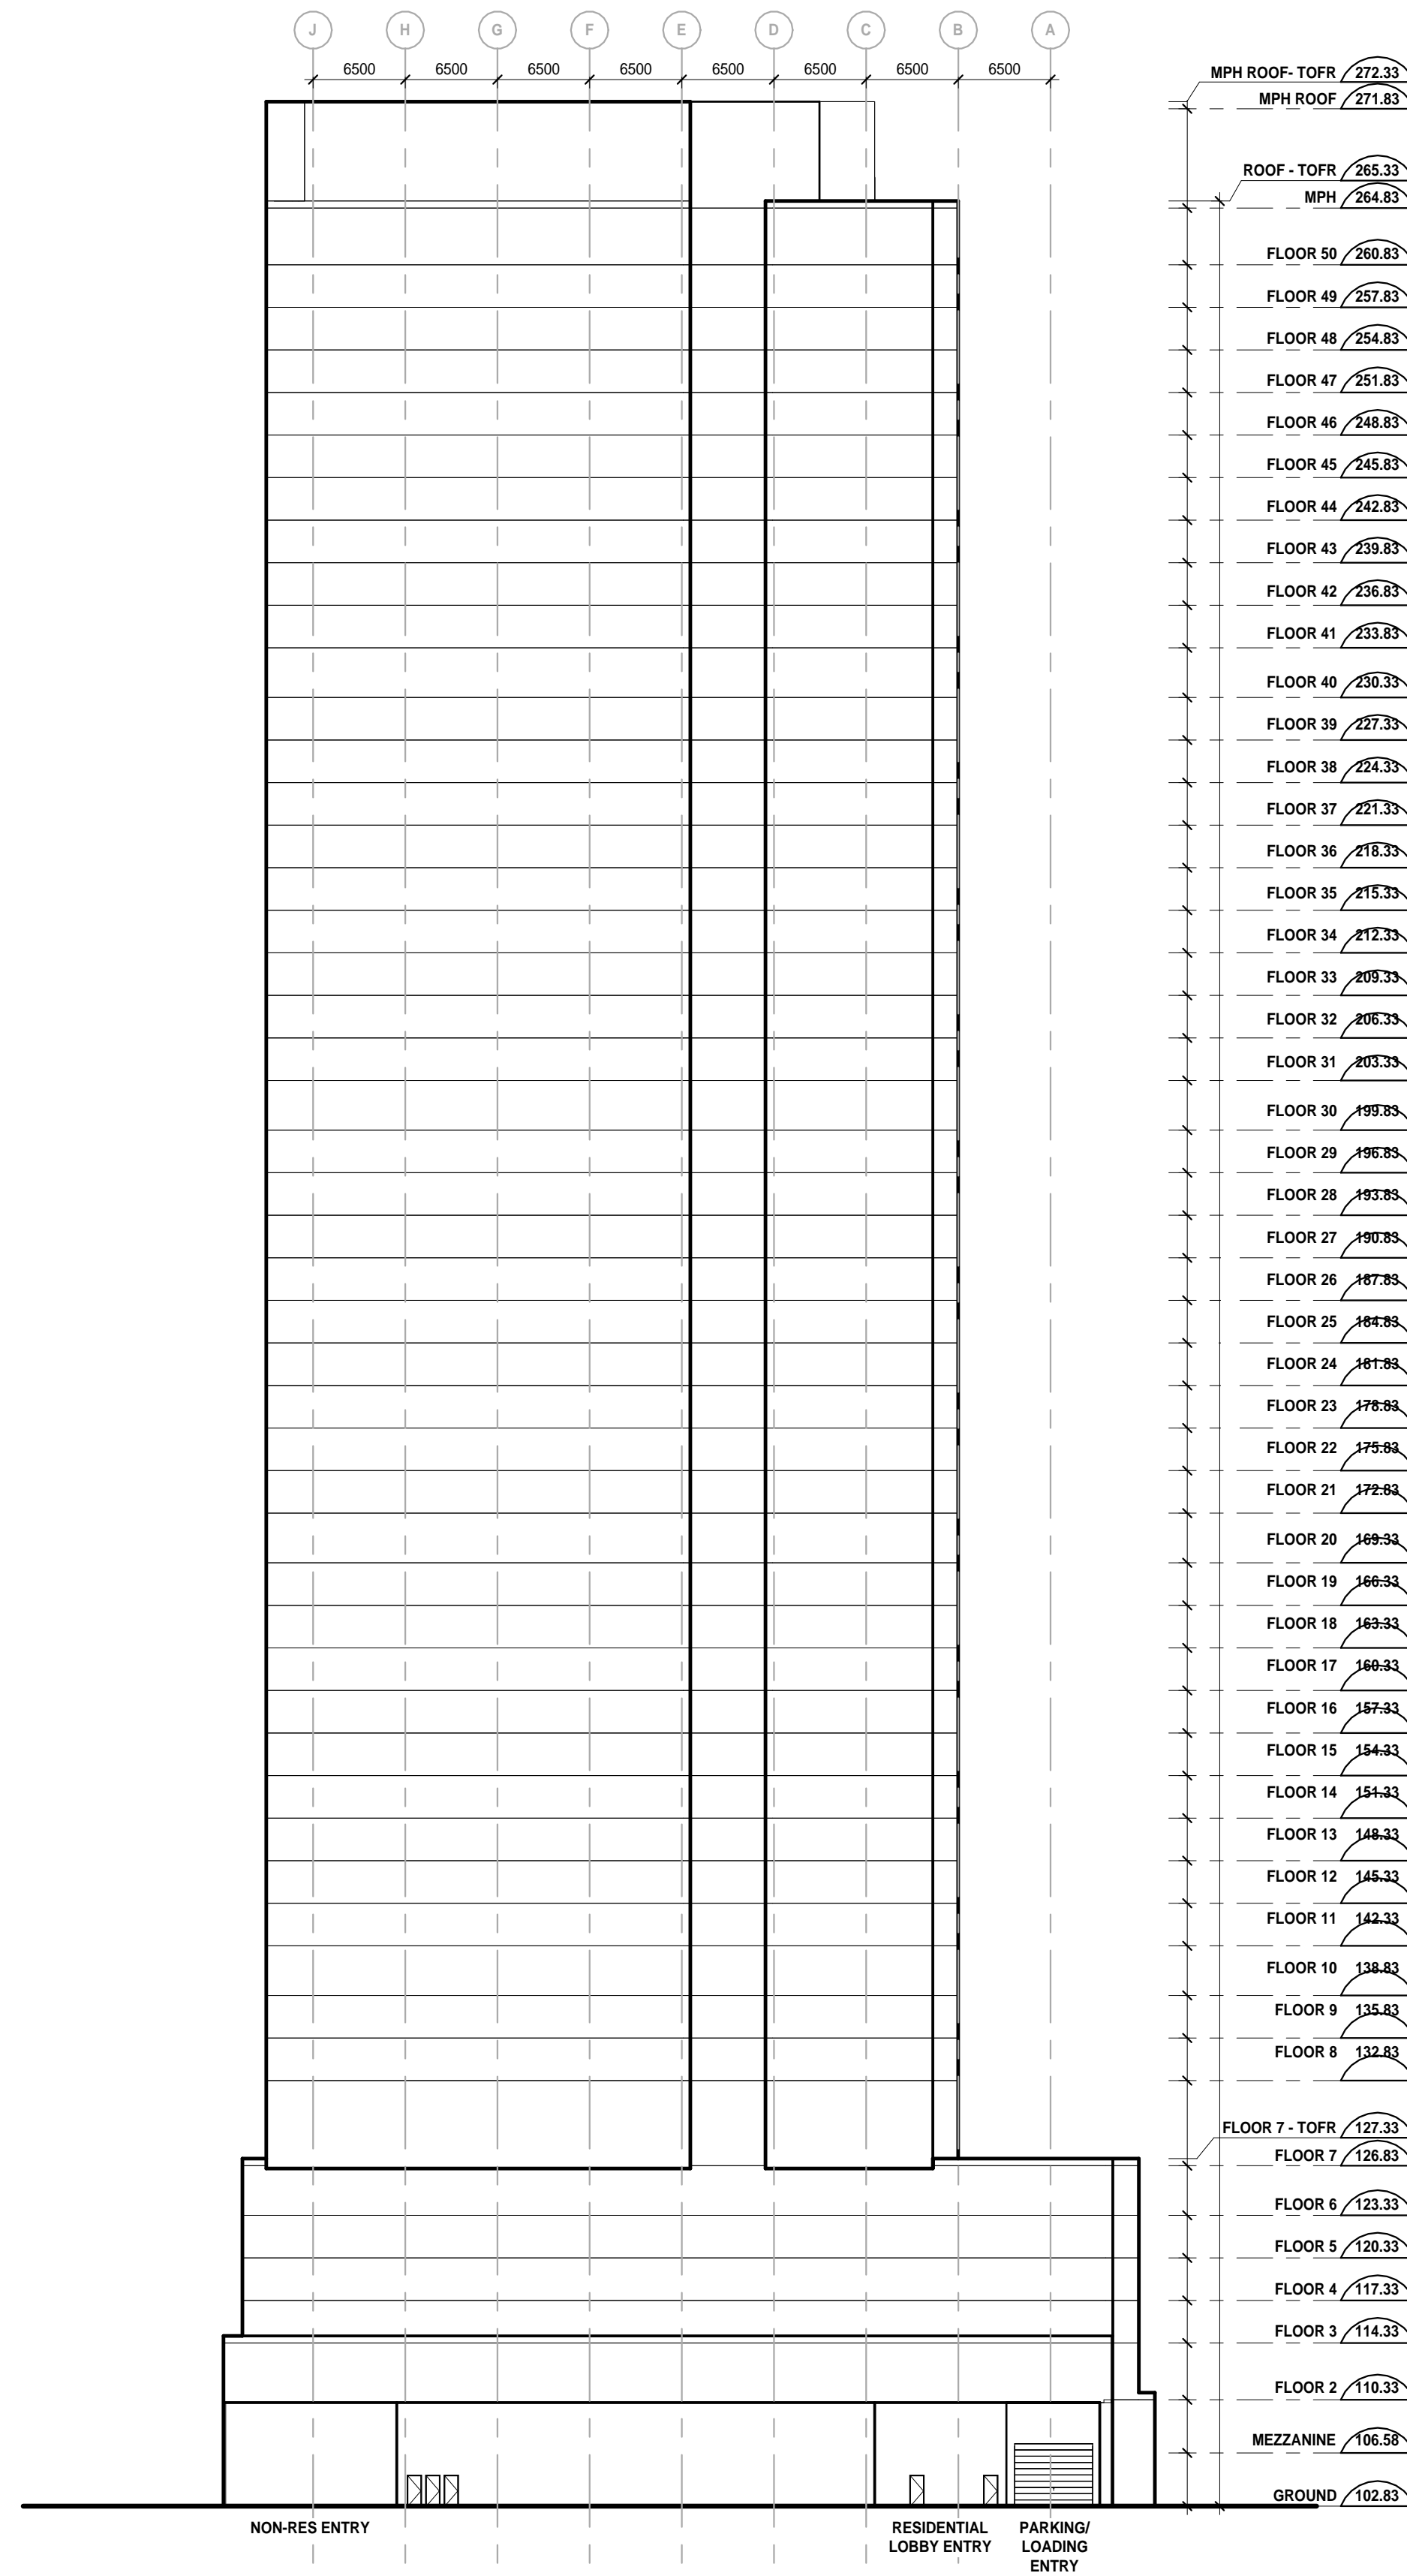 J H G F E D C B A
6500 6500 6500 6500 6500 6500 6500 6500
MPH ROOF- TOFR 272.33
MPH ROOF 271.83
ROOF - TOFR 265.33
MPH 264.83
FLOOR 50 260.83
FLOOR 49 257.83
FLOOR 48 254.83
FLOOR 47 251.83
FLOOR 46 248.83
FLOOR 45 245.83
FLOOR 44 242.83
FLOOR 43 239.83
FLOOR 42 236.83
FLOOR 41 233.83
FLOOR 40 230.33
FLOOR 39 227.33
FLOOR 38 224.33
FLOOR 37 221.33
FLOOR 36 218.33
FLOOR 35 215.33
FLOOR 34 212.33
FLOOR 33 209.33
FLOOR 32 206.33
FLOOR 31 203.33
FLOOR 30 199.83
FLOOR 29 196.83
FLOOR 28 193.83
FLOOR 27 190.83
FLOOR 26 187.83
FLOOR 25 184.83
FLOOR 24 181.83
FLOOR 23 178.83
FLOOR 22 175.83
FLOOR 21 172.83
FLOOR 20 169.33
FLOOR 19 166.33
FLOOR 18 163.33
FLOOR 17 160.33
FLOOR 16 157.33
FLOOR 15 154.33
FLOOR 14 151.33
FLOOR 13 148.33
FLOOR 12 145.33
FLOOR 11 142.33
FLOOR 10 138.83
FLOOR 9 135.83
FLOOR 8 132.83
FLOOR 7 - TOFR 127.33
FLOOR 7 126.83
FLOOR 6 123.33
FLOOR 5 120.33
FLOOR 4 117.33
FLOOR 3 114.33
FLOOR 2 110.33
MEZZANINE 106.58
GROUND 102.83
NON-RES ENTRY
RESIDENTIAL
LOBBY ENTRY
PARKING/
LOADING
ENTRY